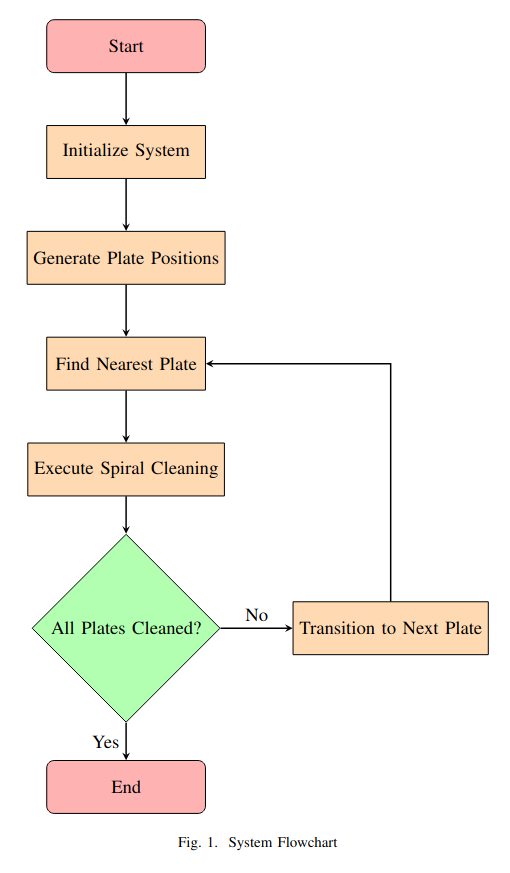 Start
Initialize System
Generate Plate Positions
Find Nearest Plate
Execute Spiral Cleaning
All Plates Cleaned?
No
Transition to Next Plate
Yes
End
Fig. 1. System Flowchart